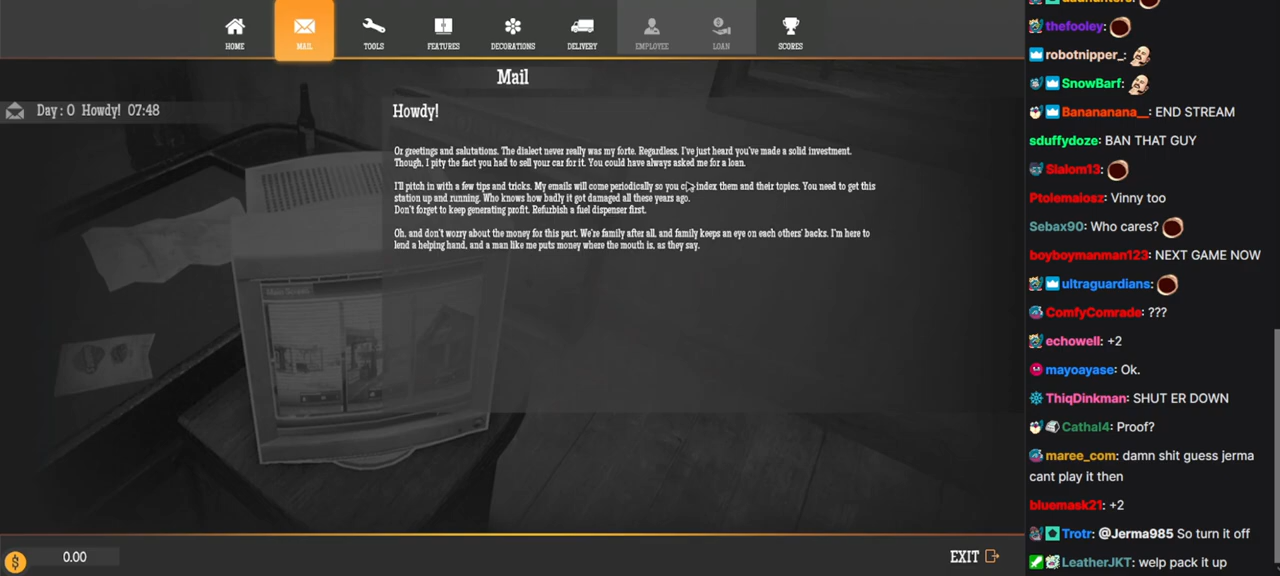 HOME
MAIL
TOOLS
FEATURES
DECORATIONS
DELIVERY
EMPLOYEE
LOAN
SCORES
Mail
Day : 0 Howdy! 07:48
Howdy!
Or greetings and salutations. The dialect never really was my forte. Regardless, I've just heard you've made a solid investment.
Though, I pity the fact you had to sell your car for it. You could have always asked me for a loan.
I'll pitch in with a few tips and tricks. My emails will come periodically so you can index them and their topics. You need to get this
station up and running. Who knows how badly it got damaged all these years ago.
Don't forget to keep generating profit. Refurbish a fuel dispenser first.
Oh, and don't worry about the money for this part. We're family after all, and family keeps an eye on each others' backs. I'm here to
lend a helping hand, and a man like me puts money where the mouth is, as they say.
0.00
EXIT
thefooley:
robotnipper_:
SnowBarf:
Banananana__: END STREAM
sduffydoze: BAN THAT GUY
Slalom13:
Ptolemaiosz: Vinny too
Sebax90: Who cares?
boyboymanman123: NEXT GAME NOW
ultraguardians:
ComfyComrade: ???
echowell: +2
mayoayase: Ok.
ThiqDinkman: SHUT ER DOWN
Cathal4: Proof?
maree_com: damn shit guess jerma
cant play it then
bluemask21: +2
Trotr: @Jerma985 So turn it off
LeatherJKT: welp pack it up